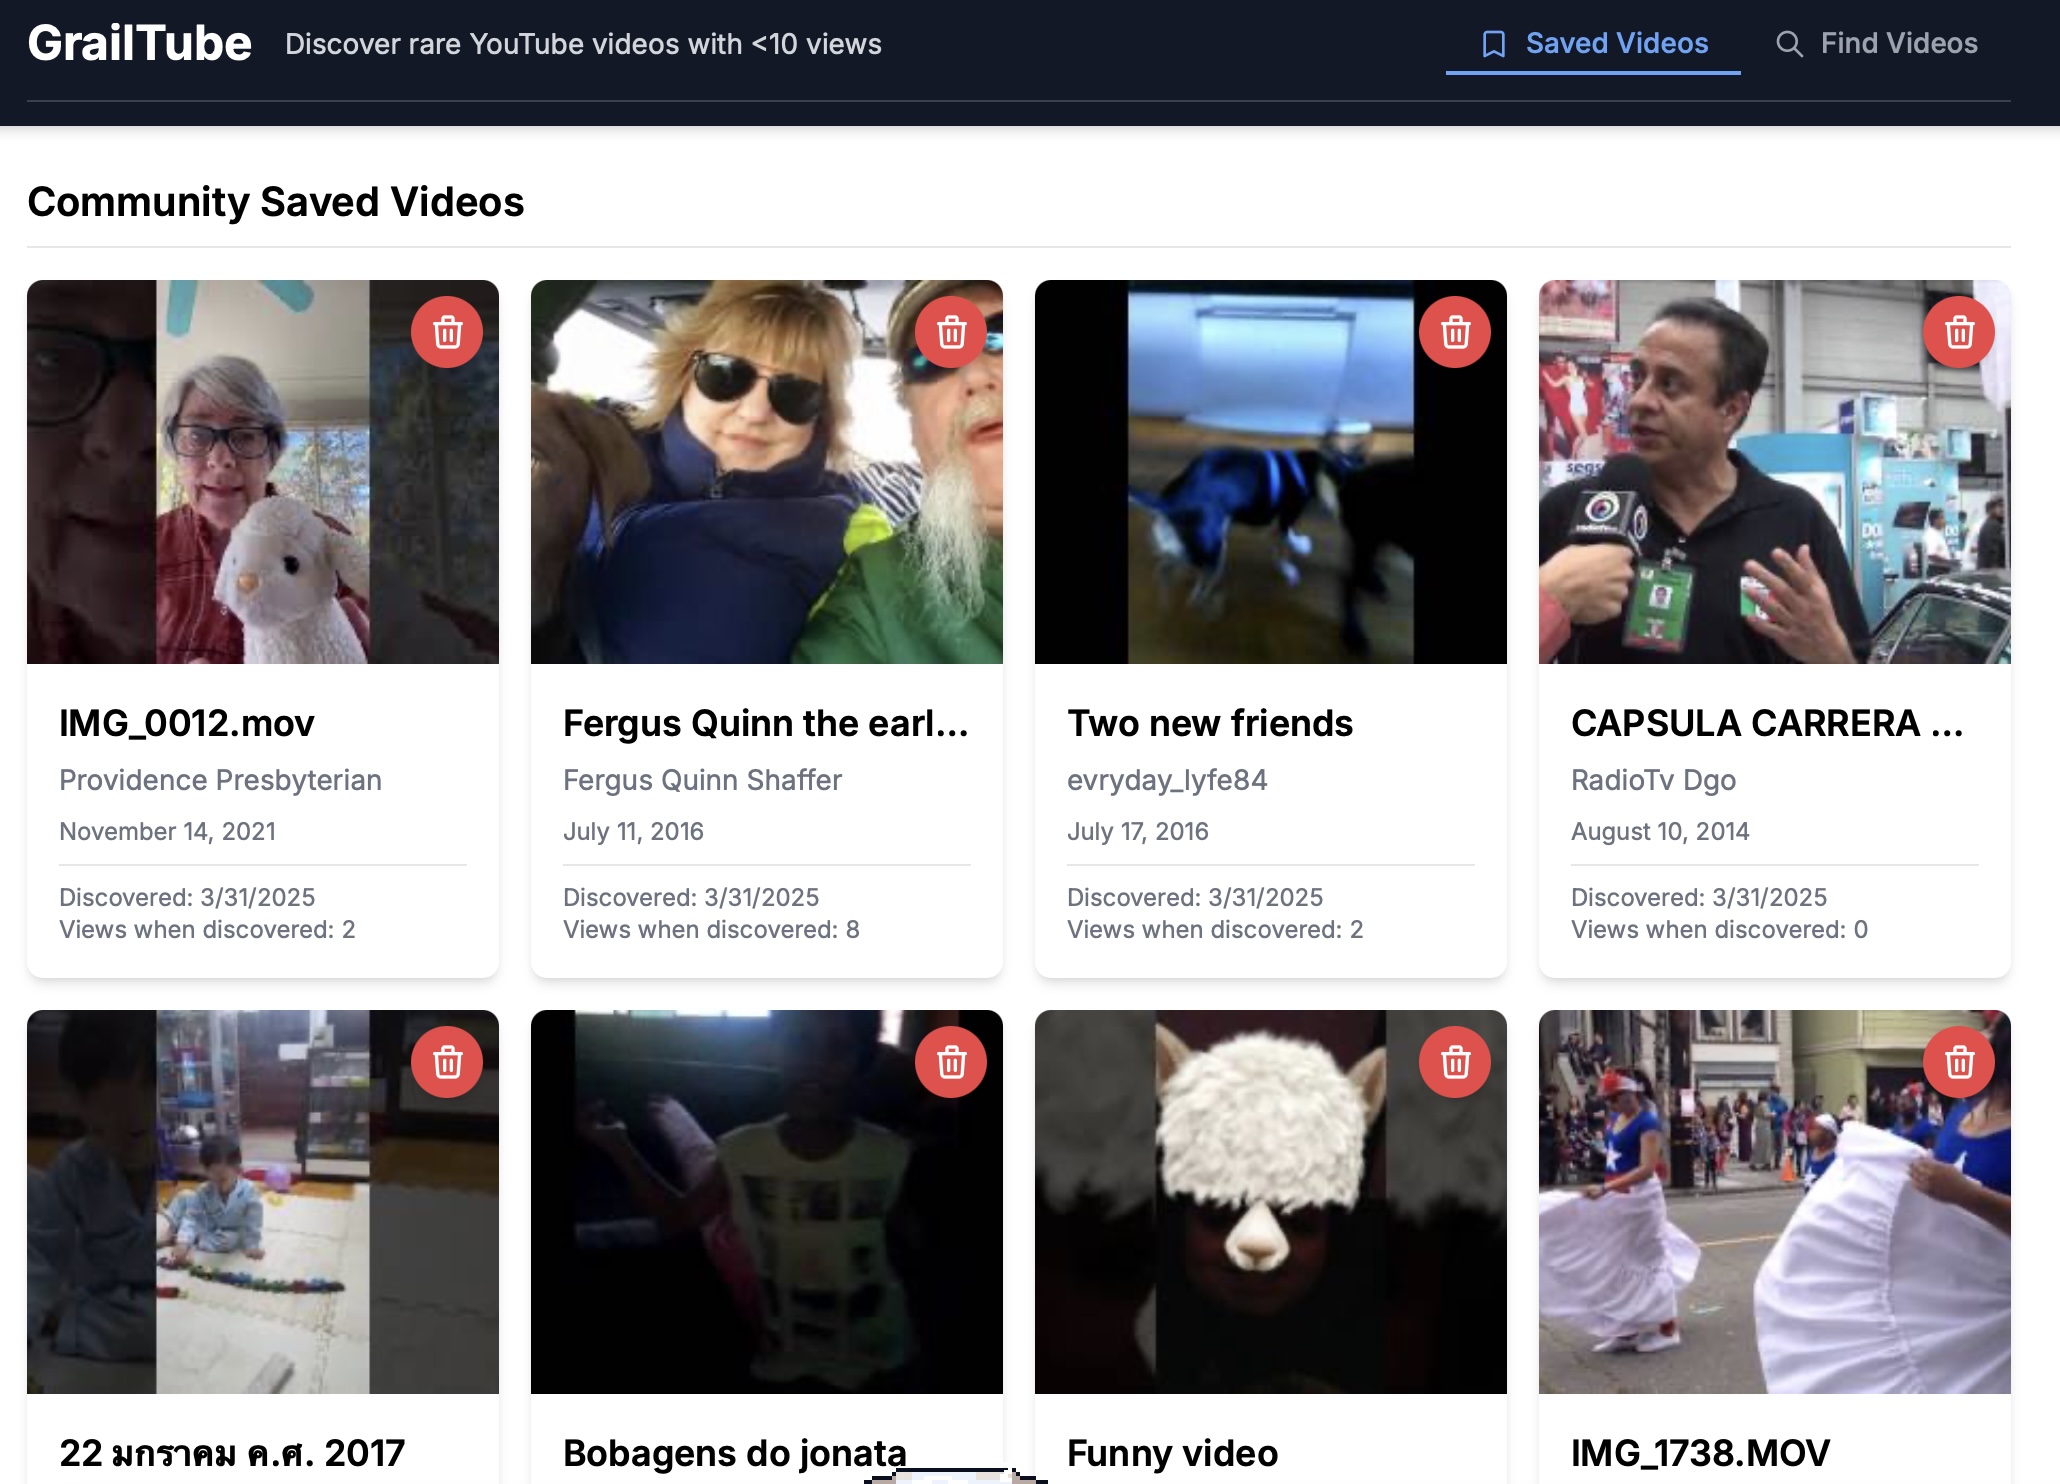 GrailTube
Discover rare YouTube videos with <10 views
Saved Videos
Find Videos
Community Saved Videos
IMG_0012.mov
Providence Presbyterian
November 14, 2021
Discovered: 3/31/2025
Views when discovered: 2
Fergus Quinn the earl...
Fergus Quinn Shaffer
July 11, 2016
Discovered: 3/31/2025
Views when discovered: 8
Two new friends
evryday_lyfe84
July 17, 2016
Discovered: 3/31/2025
Views when discovered: 2
CAPSULA CARRERA ...
RadioTv Dgo
August 10, 2014
Discovered: 3/31/2025
Views when discovered: 0
22 มกราคม ค.ศ. 2017
Bobagens do jonata
Funny video
IMG_1738.MOV